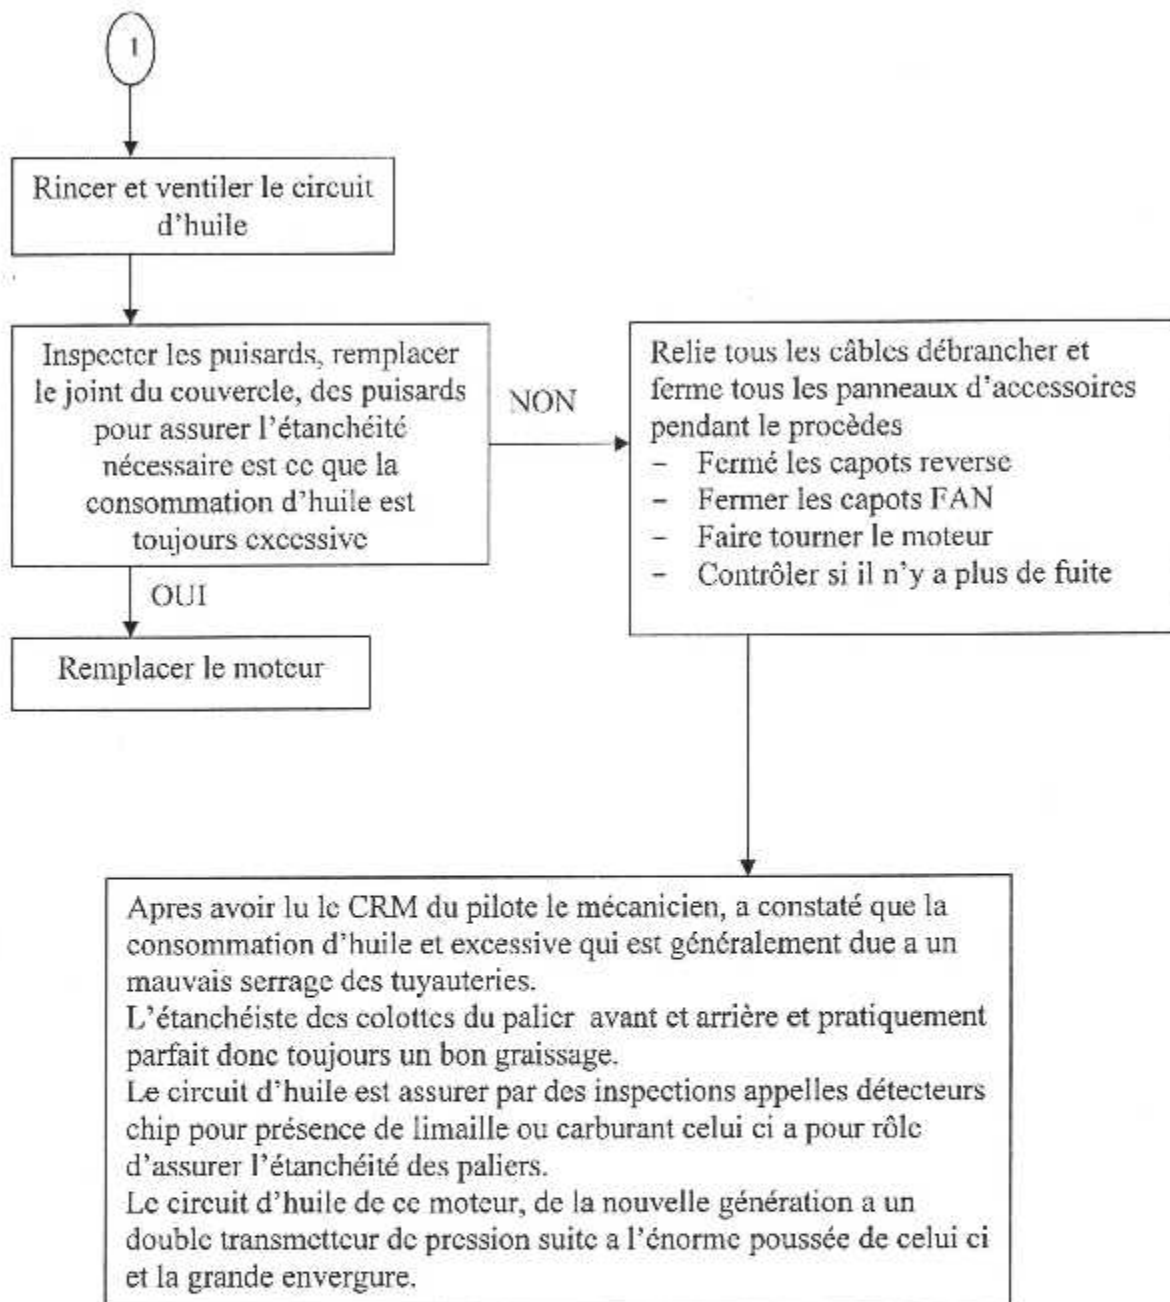 1
Rincer et ventiler le circuit
d'huile
Inspecter les puisards, remplacer
le joint du couvercle, des puisards
pour assurer l'étanchéité
nécessaire est ce que la
consommation d'huile est
toujours excessive
NON
Relie tous les câbles débrancher et
ferme tous les panneaux d'accessoires
pendant le procèdes
- Fermé les capots reverse
- Fermer les capots FAN
- Faire tourner le moteur
- Contrôler si il n'y a plus de fuite
OUI
Remplacer le moteur
Apres avoir lu le CRM du pilote le mécanicien, a constaté que la
consommation d'huile et excessive qui est généralement due a un
mauvais serrage des tuyauteries.
L'étanchéiste des colottes du palier avant et arrière et pratiquement
parfait donc toujours un bon graissage.
Le circuit d'huile est assurer par des inspections appelles détecteurs
chip pour présence de limaille ou carburant celui ci a pour rôle
d'assurer l'étanchéité des paliers.
Le circuit d'huile de ce moteur, de la nouvelle génération a un
double transmetteur de pression suite a l'énorme poussée de celui ci
et la grande envergure.